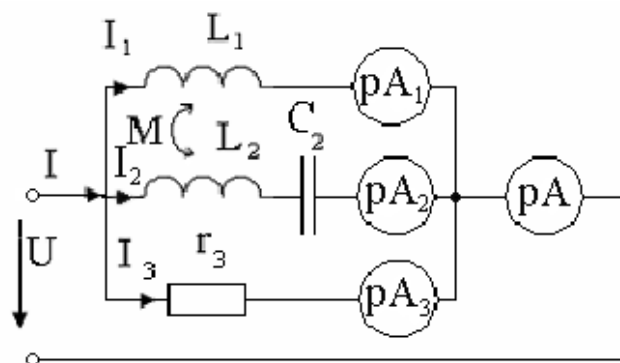 I₁ L₁ pA₁
M L₂ C₂
I I₂ pA₂ pA
U I₃ r₃ pA₃